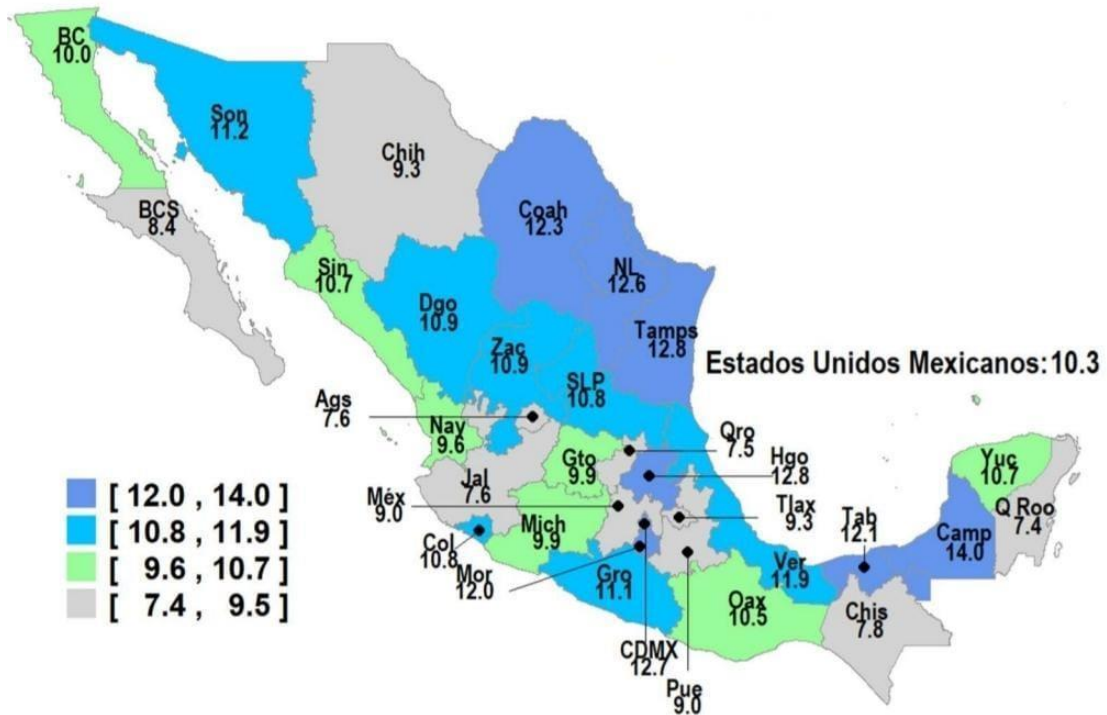 BC
10.0
Son
11.2
Chih
9.3
BCS
8.4
Coah
12.3
Sin
10.7
NL
12.6
Dgo
10.9
Tamps
12.8
Zac
10.9
Estados Unidos Mexicanos:10.3
SLP
10.8
Ags
7.6
Nay
9.6
Qro
7.5
Gto
9.9
Hgo
12.8
Yuc
10.7
Jal
7.6
[ 12.0 , 14.0 ]
[ 10.8 , 11.9 ]
[ 9.6 , 10.7 ]
[ 7.4 , 9.5 ]
Méx
9.0
Tlax
9.3
Q Roo
7.4
Mich
9.9
Tab
12.1
Camp
14.0
Col
10.8
Ver
11.9
Mor
12.0
Gro
11.1
Oax
10.5
Chis
7.8
CDMX
12.7
Pue
9.0